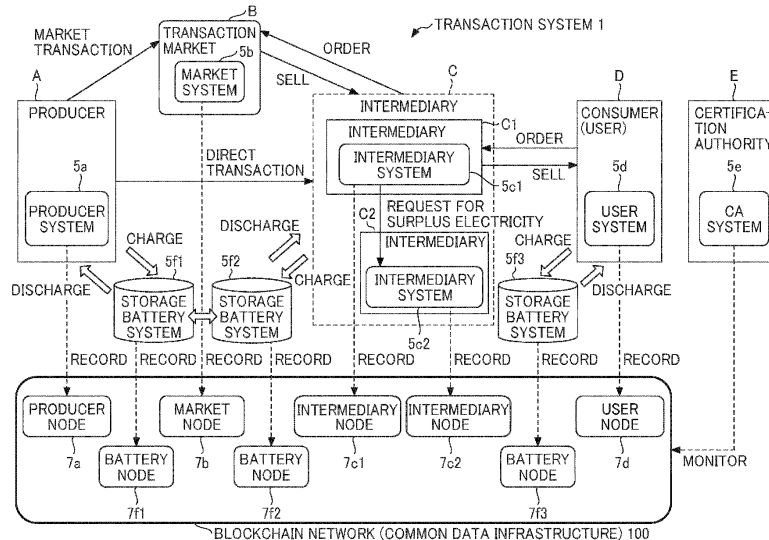 TRANSACTION SYSTEM 1
B
MARKET
TRANSACTION
TRANSACTION
MARKET
5b
MARKET
SYSTEM
ORDER
SELL
A
PRODUCER
5a
PRODUCER
SYSTEM
DIRECT
TRANSACTION
C
INTERMEDIARY
C1
INTERMEDIARY
INTERMEDIARY
SYSTEM
5c1
REQUEST FOR
SURPLUS ELECTRICITY
C2
INTERMEDIARY
INTERMEDIARY
SYSTEM
5c2
ORDER
SELL
D
CONSUMER
(USER)
5d
USER
SYSTEM
E
CERTIFICA-
TION
AUTHORITY
5e
CA
SYSTEM
CHARGE
DISCHARGE
5f1
STORAGE
BATTERY
SYSTEM
DISCHARGE
CHARGE
5f2
STORAGE
BATTERY
SYSTEM
CHARGE
DISCHARGE
5f3
STORAGE
BATTERY
SYSTEM
RECORD
RECORD
RECORD
RECORD
RECORD
RECORD
RECORD
RECORD
PRODUCER
NODE
7a
MARKET
NODE
7b
INTERMEDIARY
NODE
7c1
INTERMEDIARY
NODE
7c2
USER
NODE
7d
BATTERY
NODE
7f1
BATTERY
NODE
7f2
BATTERY
NODE
7f3
MONITOR
BLOCKCHAIN NETWORK (COMMON DATA INFRASTRUCTURE) 100